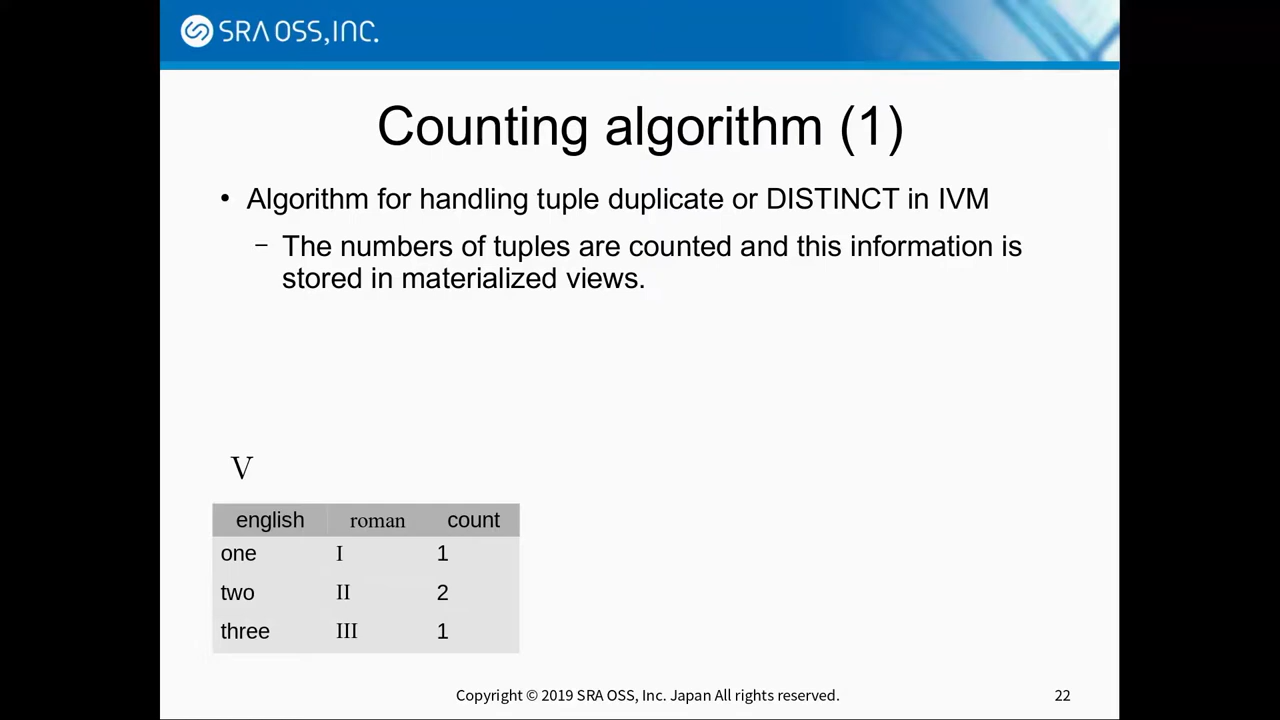 SRA OSS, INC.
Counting algorithm (1)
• Algorithm for handling tuple duplicate or DISTINCT in IVM
– The numbers of tuples are counted and this information is
stored in materialized views.
V
english roman count
one I 1
two II 2
three III 1
Copyright © 2019 SRA OSS, Inc. Japan All rights reserved. 22